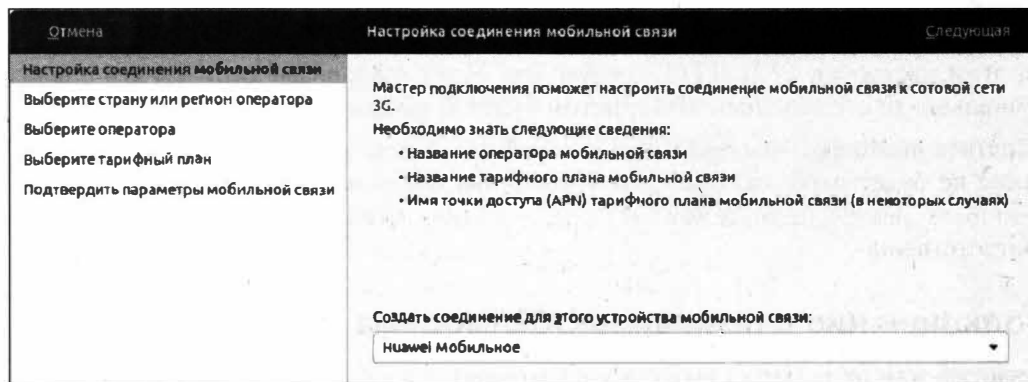 Отмена
Настройка соединения мобильной связи
Следующая
Настройка соединения мобильной связи
Выберите страну или регион оператора
Выберите оператора
Выберите тарифный план
Подтвердить параметры мобильной связи
Мастер подключения поможет настроить соединение мобильной связи к сотовой сети
3G.
Необходимо знать следующие сведения:
• Название оператора мобильной связи
• Название тарифного плана мобильной связи
• Имя точки доступа (APN) тарифного плана мобильной связи (в некоторых случаях)
Создать соединение для этого устройства мобильной связи:
Huawei Мобильное